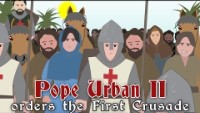 Pope Urban II
orders the First Crusade